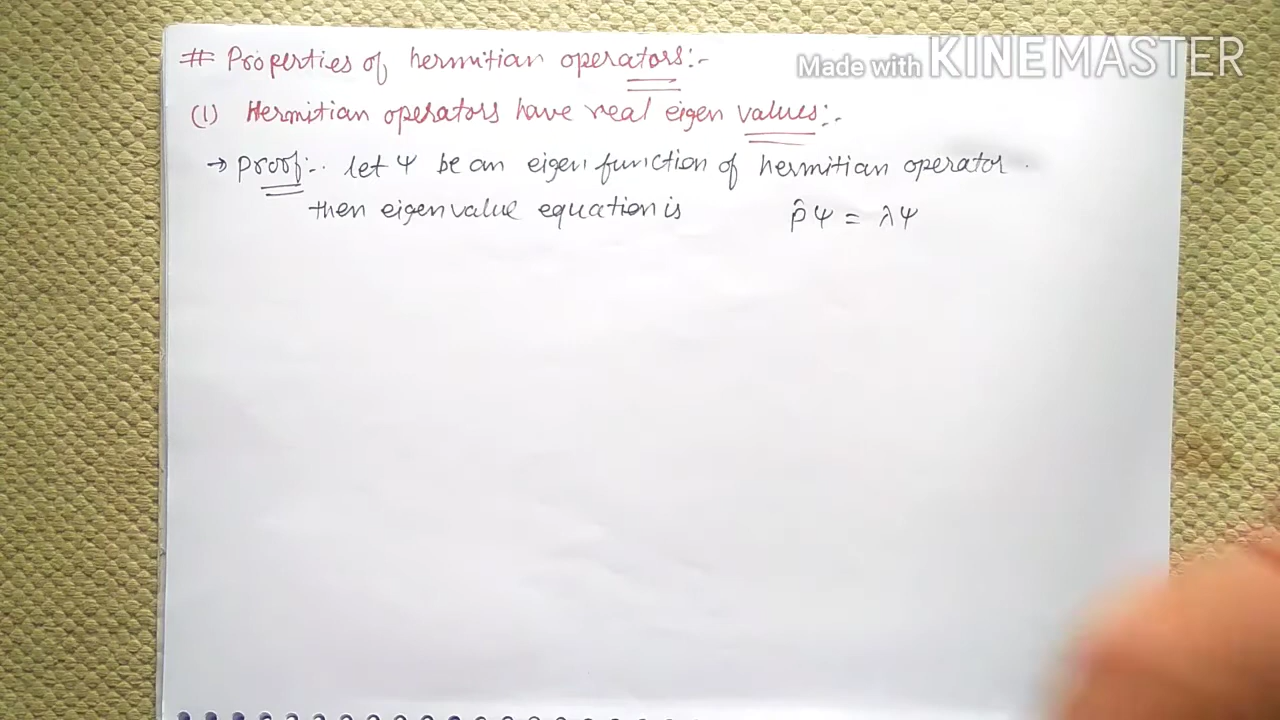 # Properties of hermitian operators:-
Made with KINEMASTER
(1) Hermitian operators have real eigen values:-
→ Proof:- let Ψ be an eigen function of hermitian operator
then eigenvalue equation is p̂Ψ = λΨ